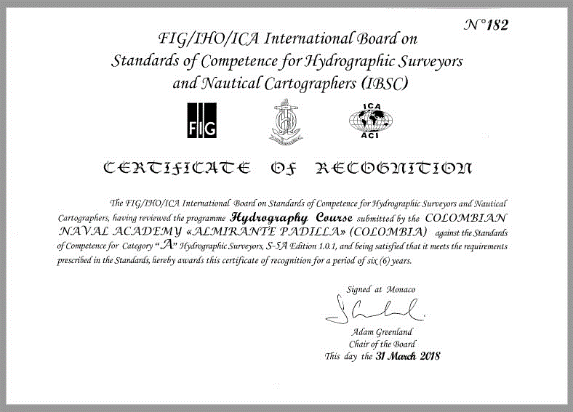 N°182
FIG/IHO/ICA International Board on
Standards of Competence for Hydrographic Surveyors
and Nautical Cartographers (IBSC)
FIG
ICA
ACI
CERTIFICATE OF RECOGNITION
The FIG/IHO/ICA International Board on Standards of Competence for Hydrographic Surveyors and Nautical
Cartographers, having reviewed the programme Hydrography Course submitted by the COLOMBIAN
NAVAL ACADEMY «ALMIRANTE PADILLA» (COLOMBIA) against the Standards
of Competence for Category "A" Hydrographic Surveyors, S-5A Edition 1.0.1, and being satisfied that it meets the requirements
prescribed in the Standards, hereby awards this certificate of recognition for a period of six (6) years.
Signed at Monaco
Adam Greenland
Chair of the Board
This day the 31 March 2018